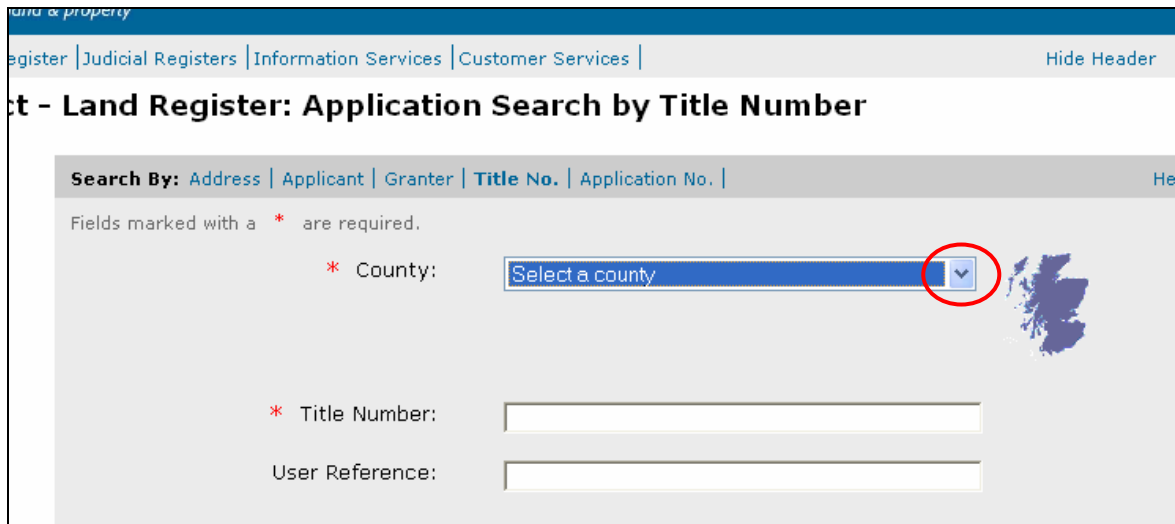 land & property
egister | Judicial Registers | Information Services | Customer Services | Hide Header
ct - Land Register: Application Search by Title Number
Search By: Address | Applicant | Granter | Title No. | Application No. | He
Fields marked with a * are required.
* County: Select a county
* Title Number:
User Reference: